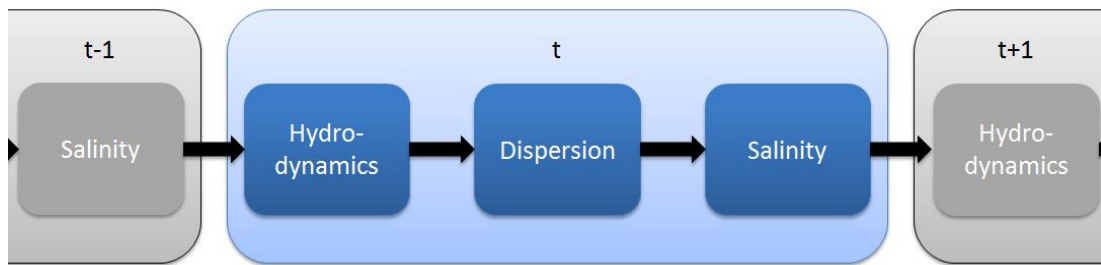 t-1
t
t+1
Salinity
Hydro-
dynamics
Dispersion
Salinity
Hydro-
dynamics